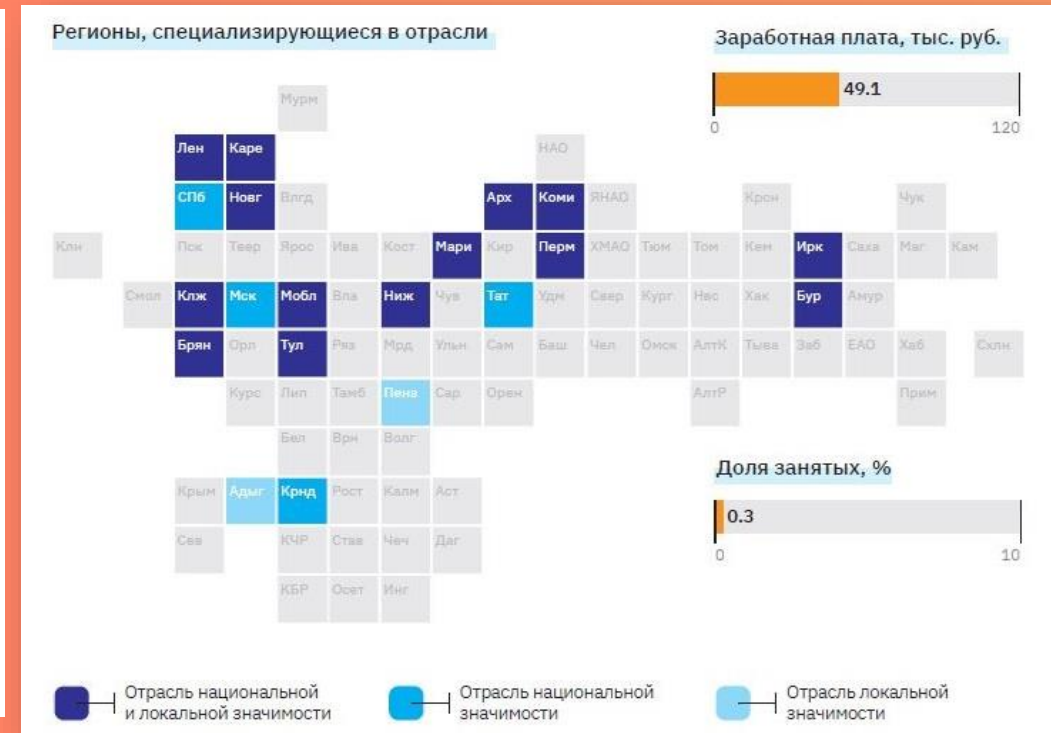 Регионы, специализирующиеся в отрасли
Заработная плата, тыс. руб.
49.1
0 120
Мурм
Лен Каре НАО
СПб Новг Влгд Арх Коми ЯНАО Крон Чук
Клн Пск Твер Ярос Ива Кост Мари Кир Перм ХМАО Тюм Том Кем Ирк Саха Маг Кам
Смол Клж Мск Мобл Вла Ниж Чув Тат Удм Свер Кург Нвс Хак Бур Амур
Брян Орл Тул Ряз Мрд Ульн Сам Баш Чел Омск АлтК Тыва Заб ЕАО Хаб Схлн
Курс Лип Тамб Пенз Сар Орен АлтР Прим
Бел Врн Волг
Доля занятых, %
Крым Адыг Крнд Рост Калм Аст
0.3
0 10
Сев КЧР Став Чеч Даг
КБР Осет Инг
Отрасль национальной
и локальной значимости
Отрасль национальной
значимости
Отрасль локальной
значимости